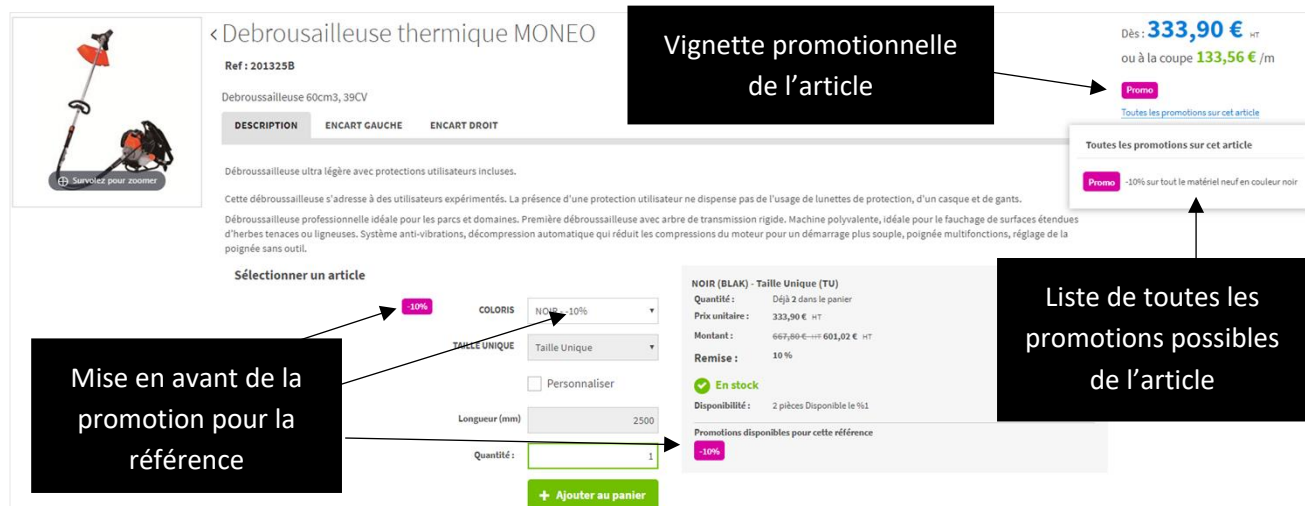 < Debrousailleuse thermique MONEO
Ref : 201325B
Debroussailleuse 60cm3, 39CV
DESCRIPTION ENCART GAUCHE ENCART DROIT
Survolez pour zoomer
Vignette promotionnelle
de l’article
Dès : 333,90 € HT
ou à la coupe 133,56 € /m
Promo
Toutes les promotions sur cet article
Toutes les promotions sur cet article
Promo -10% sur tout le matériel neuf en couleur noir
Débroussailleuse ultra légère avec protections utilisateurs incluses.
Cette débroussailleuse s'adresse à des utilisateurs expérimentés. La présence d'une protection utilisateur ne dispense pas de l'usage de lunettes de protection, d'un casque et de gants.
Débroussailleuse professionnelle idéale pour les parcs et domaines. Première débroussailleuse avec arbre de transmission rigide. Machine polyvalente, idéale pour le fauchage de surfaces étendues
d'herbes tenaces ou ligneuses. Système anti-vibrations, décompression automatique qui réduit les compressions du moteur pour un démarrage plus souple, poignée multifonctions, réglage de la
poignée sans outil.
Sélectionner un article
-10% COLORIS NOIR - -10%
TAILLE UNIQUE Taille Unique
Personnaliser
Longueur (mm) 2500
Quantité : 1
+ Ajouter au panier
NOIR (BLAK) - Taille Unique (TU)
Quantité : Déjà 2 dans le panier
Prix unitaire : 333,90 € HT
Montant : 667,80 € HT 601,02 € HT
Remise : 10 %
En stock
Disponibilité : 2 pièces Disponible le %1
Promotions disponibles pour cette référence
-10%
Mise en avant de la
promotion pour la
référence
Liste de toutes les
promotions possibles
de l’article